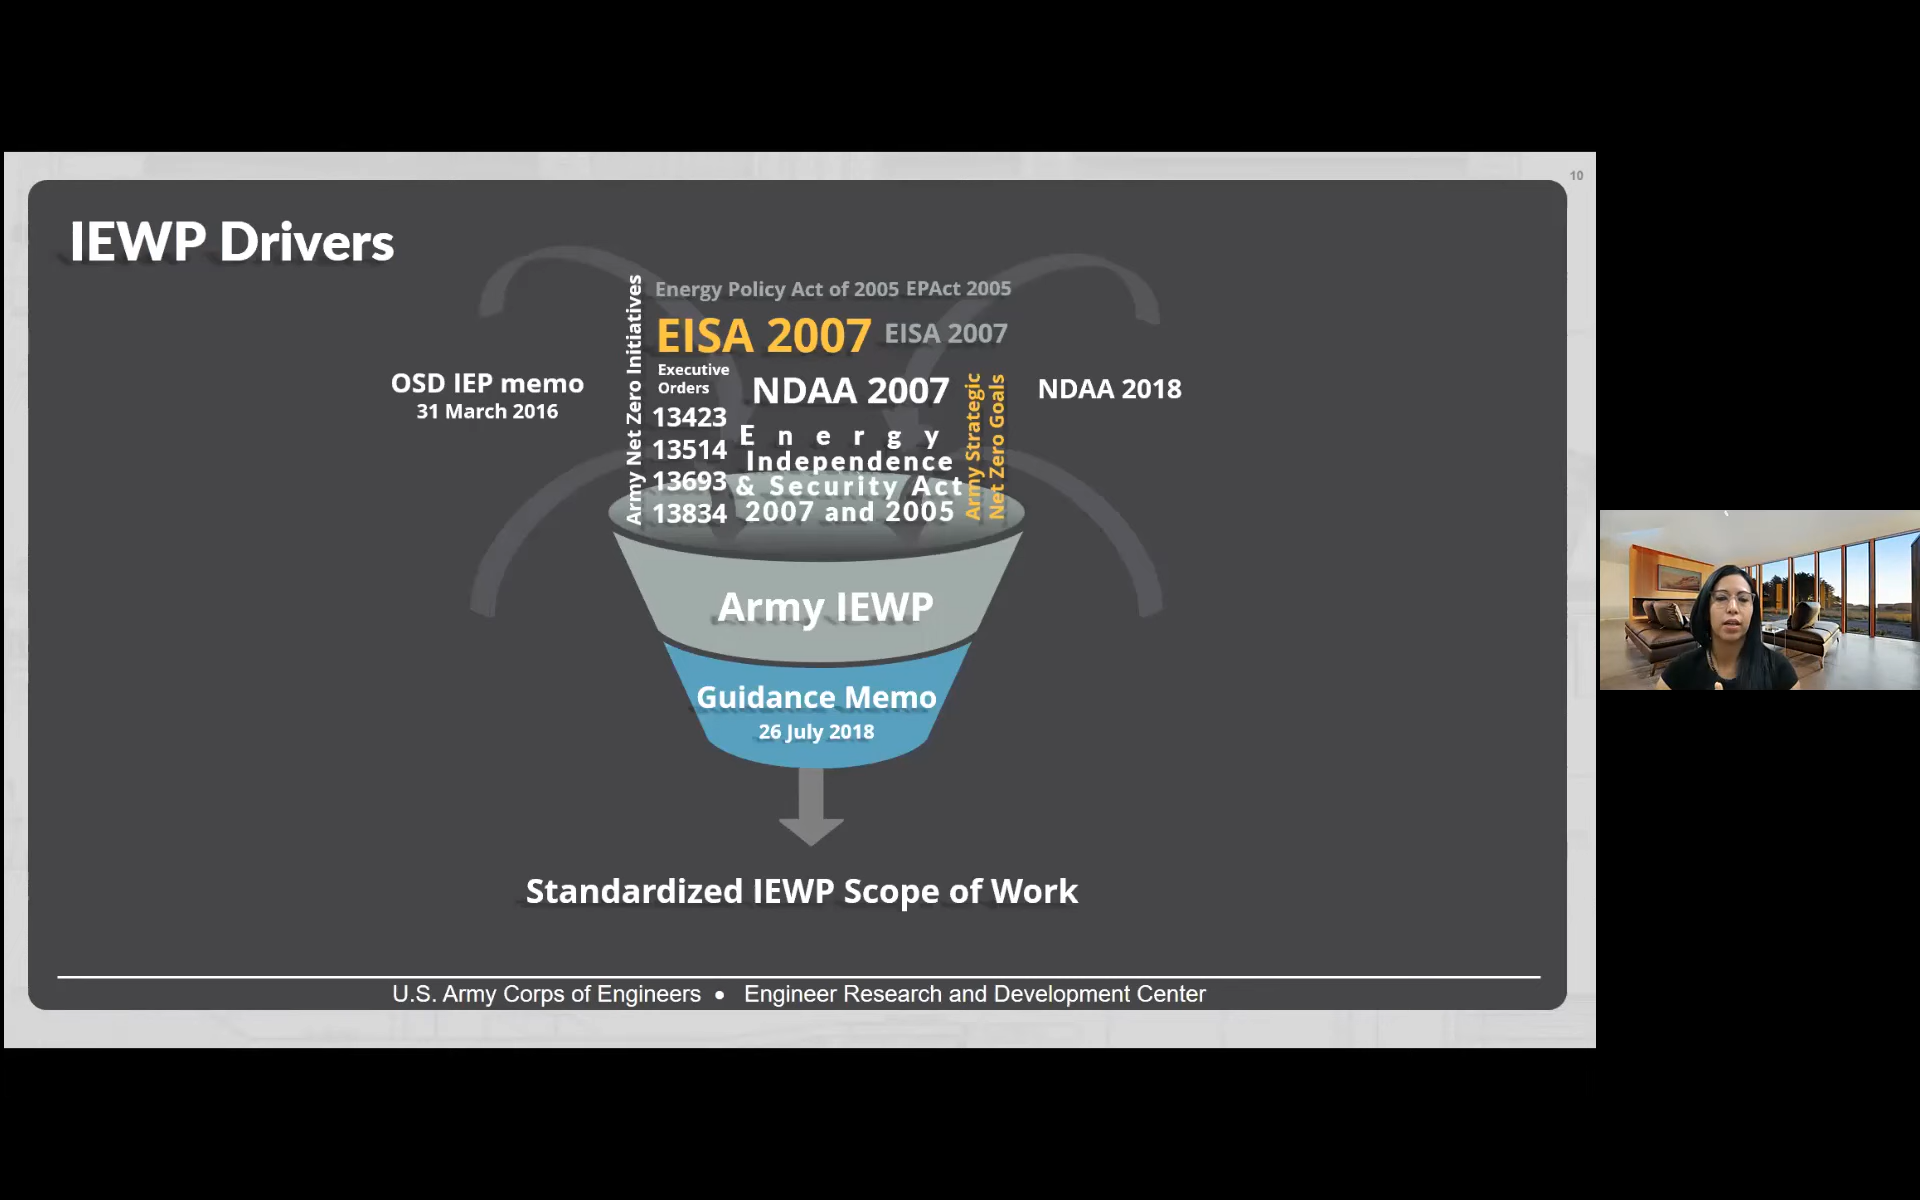 10
IEWP Drivers
Energy Policy Act of 2005 EPAct 2005
Army Net Zero Initiatives
EISA 2007 EISA 2007
Executive
Orders
13423
13514
13693
13834
NDAA 2007
Energy
Independence
& Security Act
2007 and 2005
Army Strategic
Net Zero Goals
OSD IEP memo
31 March 2016
NDAA 2018
Army IEWP
Guidance Memo
26 July 2018
Standardized IEWP Scope of Work
U.S. Army Corps of Engineers • Engineer Research and Development Center